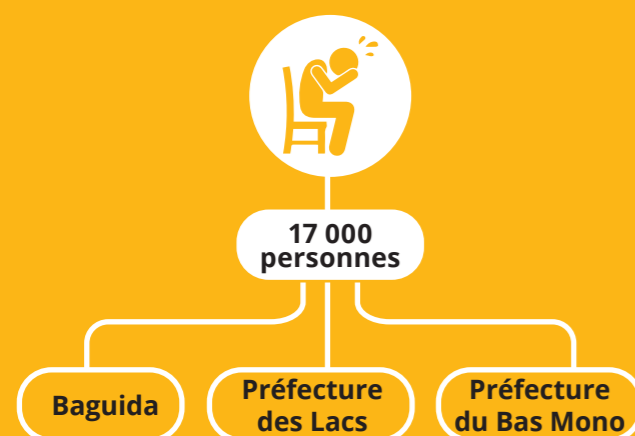 17 000
personnes
Baguida
Préfecture
des Lacs
Préfecture
du Bas Mono